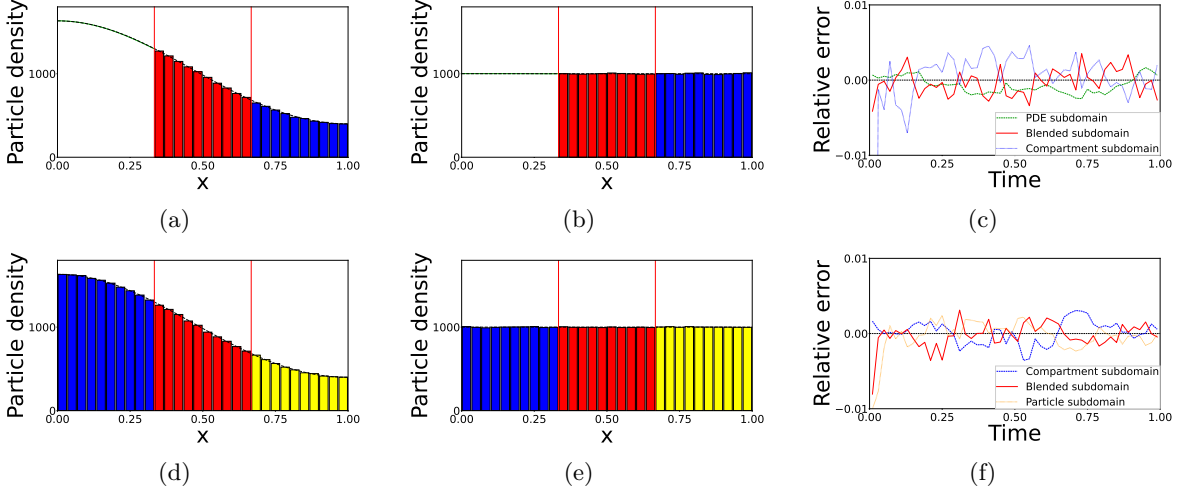 Particle density
1000
0
0.00 0.25 0.50 0.75 1.00
x
(a)
Particle density
1000
0
0.00 0.25 0.50 0.75 1.00
x
(b)
Relative error
0.01
0.00
−0.01
0.00 0.25 0.50 0.75 1.00
Time
PDE subdomain
Blended subdomain
Compartment subdomain
(c)
Particle density
1000
0
0.00 0.25 0.50 0.75 1.00
x
(d)
Particle density
1000
0
0.00 0.25 0.50 0.75 1.00
x
(e)
Relative error
0.01
0.00
−0.01
0.00 0.25 0.50 0.75 1.00
Time
Compartment subdomain
Blended subdomain
Particle subdomain
(f)